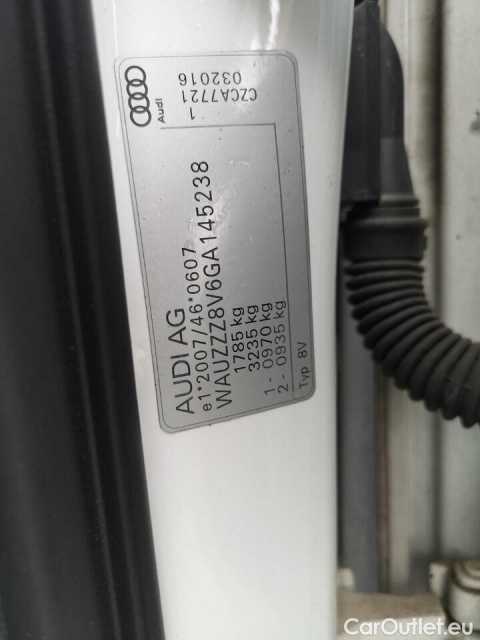 AUDI AG
e1*2007/46*0607
WAUZZZ8V6GA145238
1785 kg
3235 kg
1 - 0970 kg
2 - 0935 kg
Typ 8V
Audi
1
CZCA7721
032016
CarOutlet.eu